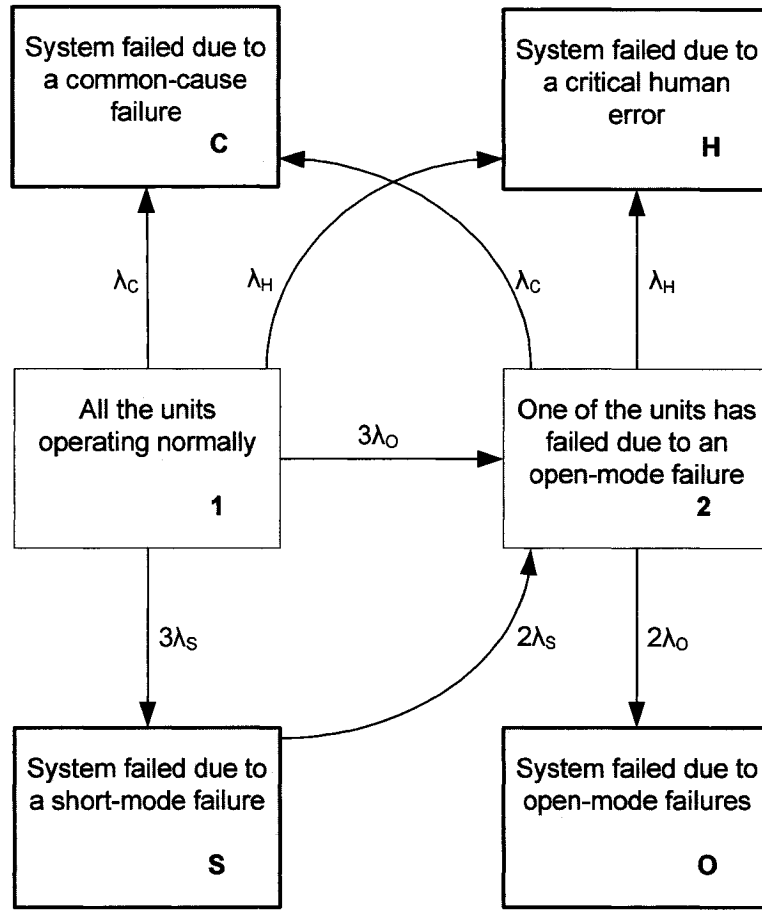 System failed due to
a common-cause
failure
C
System failed due to
a critical human
error
H
λC
λH
λC
λH
All the units
operating normally
1
3λO
One of the units has
failed due to an
open-mode failure
2
3λS
2λS
2λO
System failed due to
a short-mode failure
S
System failed due to
open-mode failures
O